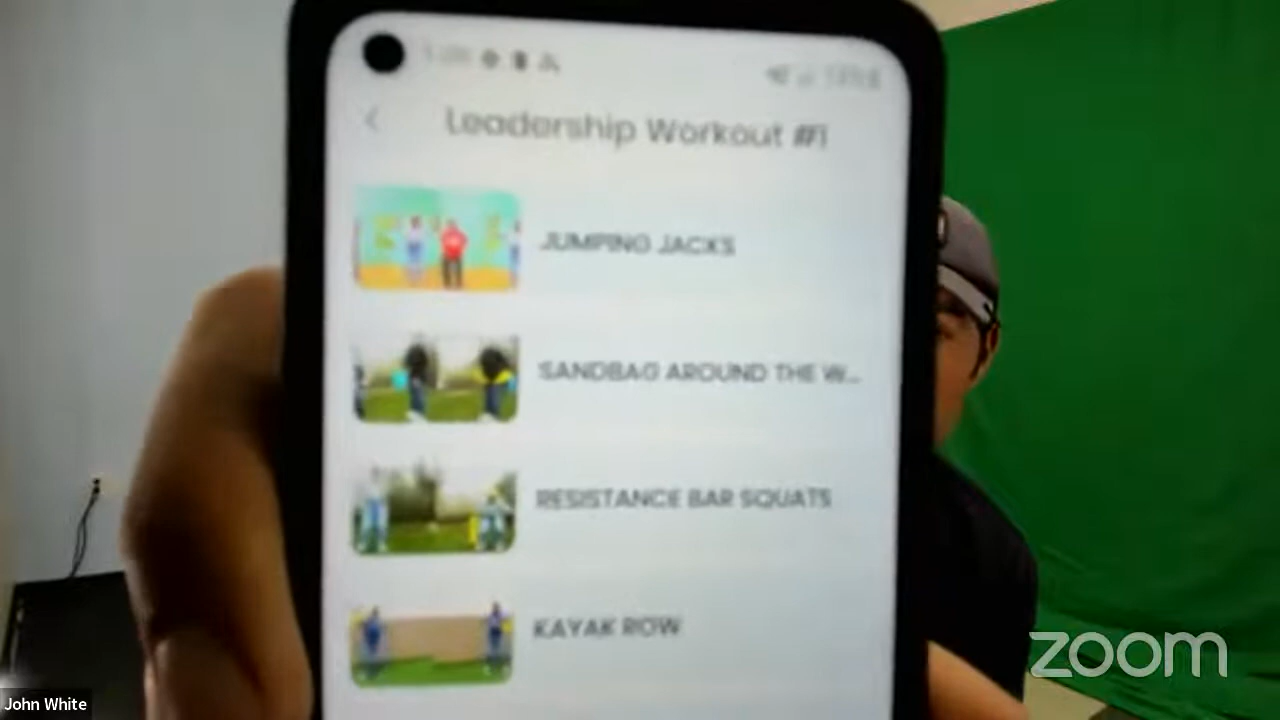 Leadership Workout #1
JUMPING JACKS
SANDBAG AROUND THE W...
RESISTANCE BAR SQUATS
KAYAK ROW
zoom
John White